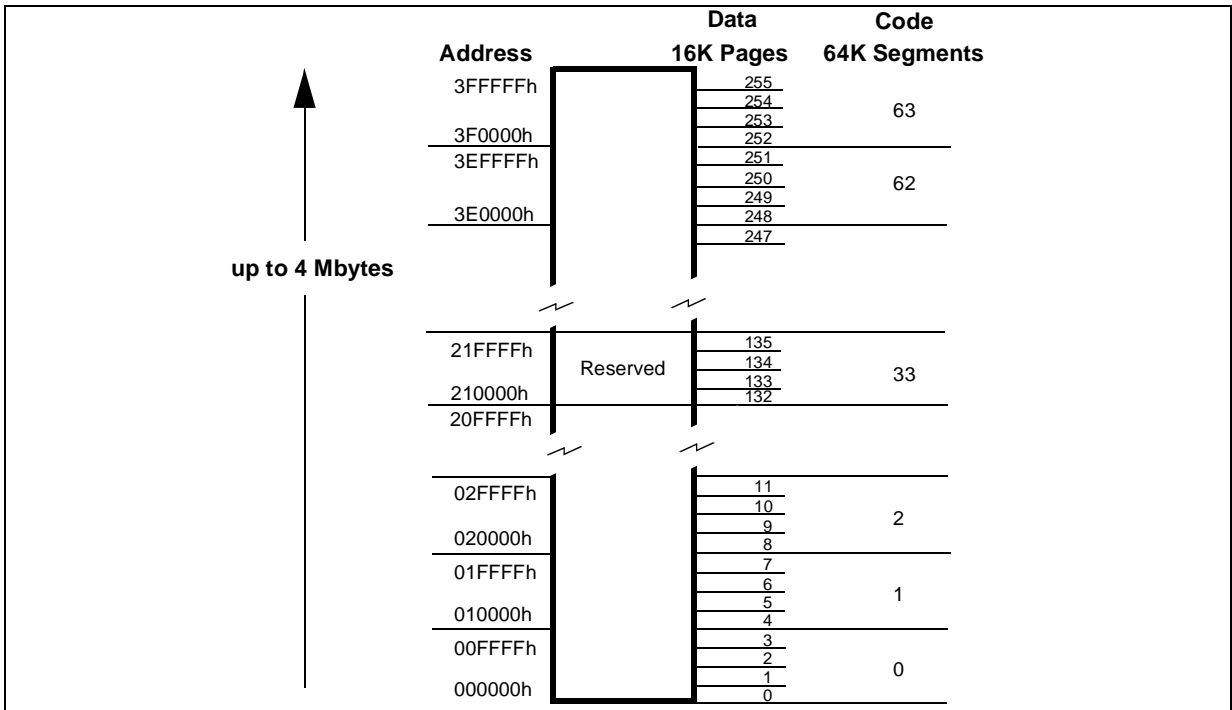 Data Code
Address 16K Pages 64K Segments
3FFFFFh 255
254
253 63
3F0000h 252
3EFFFFh 251
250 62
249
3E0000h 248
247
up to 4 Mbytes
21FFFFh 135
Reserved 134
133 33
210000h 132
20FFFFh
02FFFFh 11
10
9 2
020000h 8
01FFFFh 7
6
5 1
010000h 4
00FFFFh 3
2
1 0
000000h 0